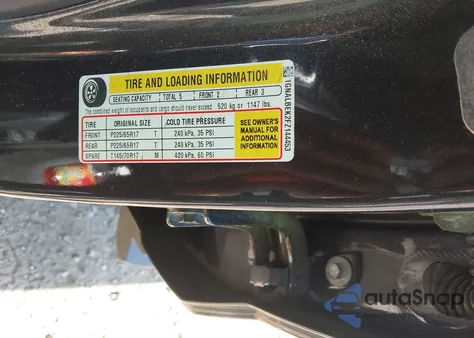 TIRE AND LOADING INFORMATION
SEATING CAPACITY TOTAL 5 FRONT 2 REAR 3
The combined weight of occupants and cargo should never exceed 520 kg or 1147 lbs.
TIRE ORIGINAL SIZE COLD TIRE PRESSURE
FRONT P225/65R17 T 240 kPa, 35 PSI
REAR P225/65R17 T 240 kPa, 35 PSI
SPARE T145/70R17 M 420 kPa, 60 PSI
SEE OWNER'S
MANUAL FOR
ADDITIONAL
INFORMATION
1GNALBEK2FZ144453
autoSnap